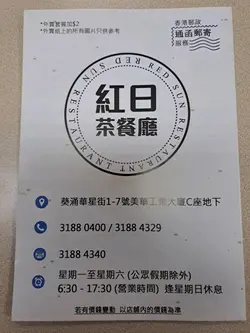 *外賣套餐加$2
*外賣紙上的所有圖片只供參考
香港郵政
通函郵寄
服務
RED SUN RESTAURANT
RED SUN RESTAURANT
紅日
茶餐廳
葵涌華星街1-7號美華工業大廈C座地下
3188 0400 / 3188 4329
3188 4340
星期一至星期六 (公眾假期除外)
6:30 - 17:30 (營業時間) 逢星期日休息
若有價錢變動 以店舖内的價錢為準